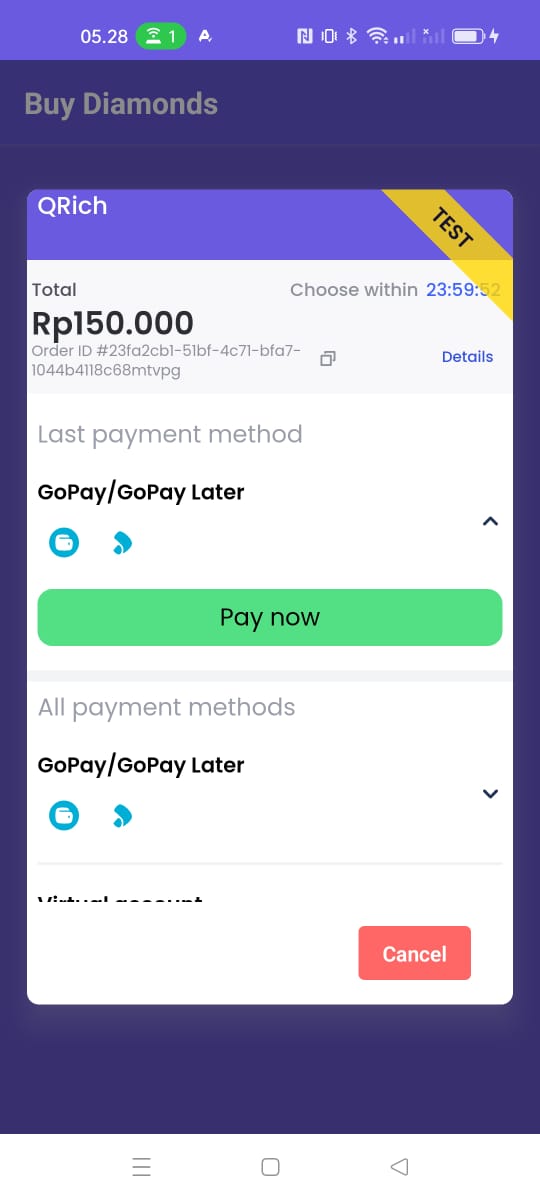 05.28 1
Buy Diamonds
QRich
TEST
Total
Choose within 23:59:52
Rp150.000
Order ID #23fa2cb1-51bf-4c71-bfa7-
1044b4118c68mtvpg
Details
Last payment method
GoPay/GoPay Later
Pay now
All payment methods
GoPay/GoPay Later
Virtual account
Cancel